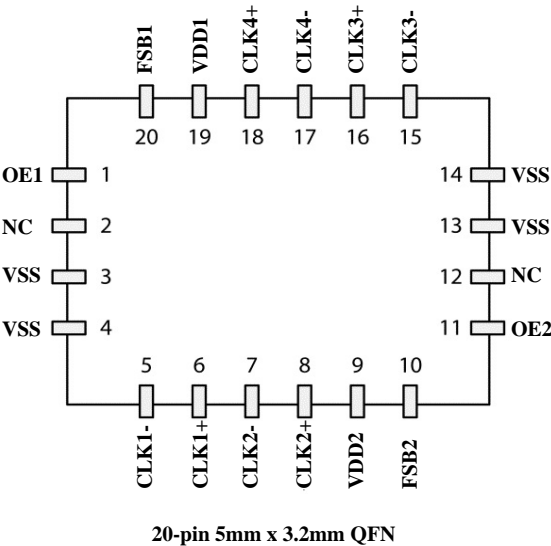 FSB1 VDD1 CLK4+ CLK4- CLK3+ CLK3-
20 19 18 17 16 15
OE1 1 14 VSS
NC 2 13 VSS
VSS 3 12 NC
VSS 4 11 OE2
5 6 7 8 9 10
CLK1- CLK1+ CLK2- CLK2+ VDD2 FSB2
20-pin 5mm x 3.2mm QFN